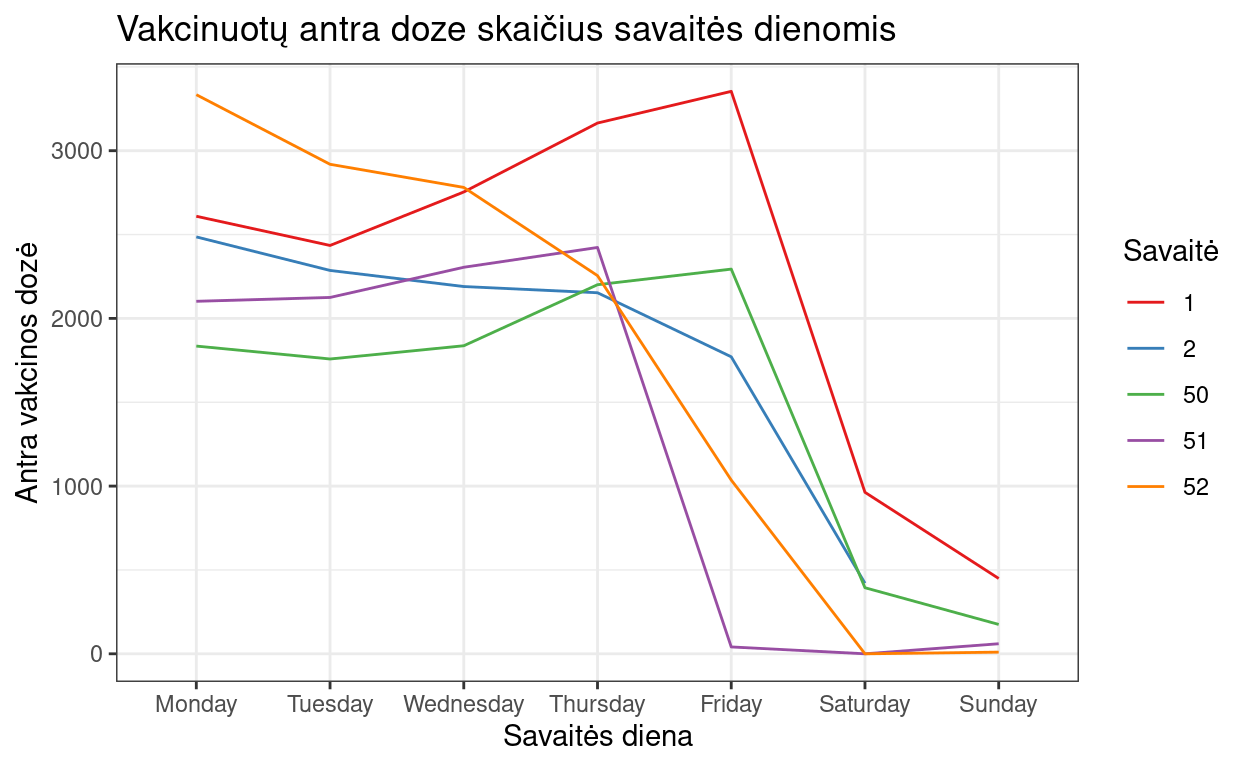 Vakcinuotų antra doze skaičius savaitės dienomis
Antra vakcinos dozė
3000
2000
1000
0
Monday Tuesday Wednesday Thursday Friday Saturday Sunday
Savaitės diena
Savaitė
1
2
50
51
52